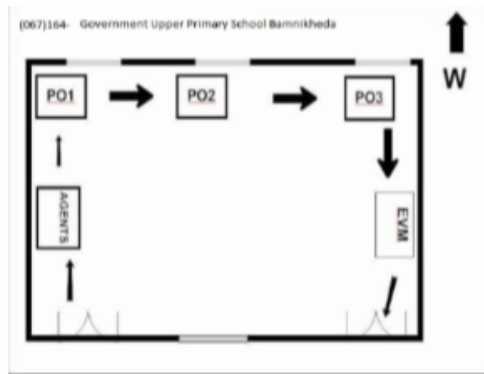 (067)164- Government Upper Primary School Bamnikheda
W
PO1
PO2
PO3
AGENTS
EVM